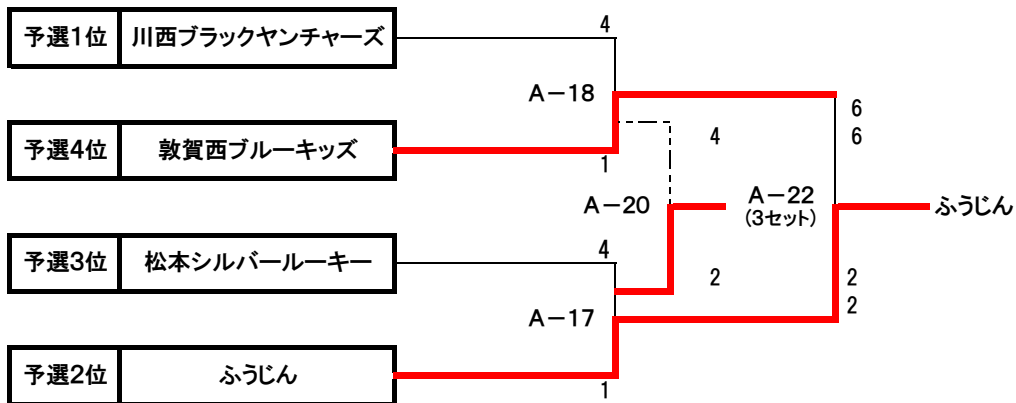 予選1位 川西ブラックヤンチャーズ 4
A－18
6
6
4
予選4位 敦賀西ブルーキッズ 1
A－20
A－22
(3セット)
ふうじん
予選3位 松本シルバールーキー 4
2
2
2
A－17
予選2位 ふうじん 1